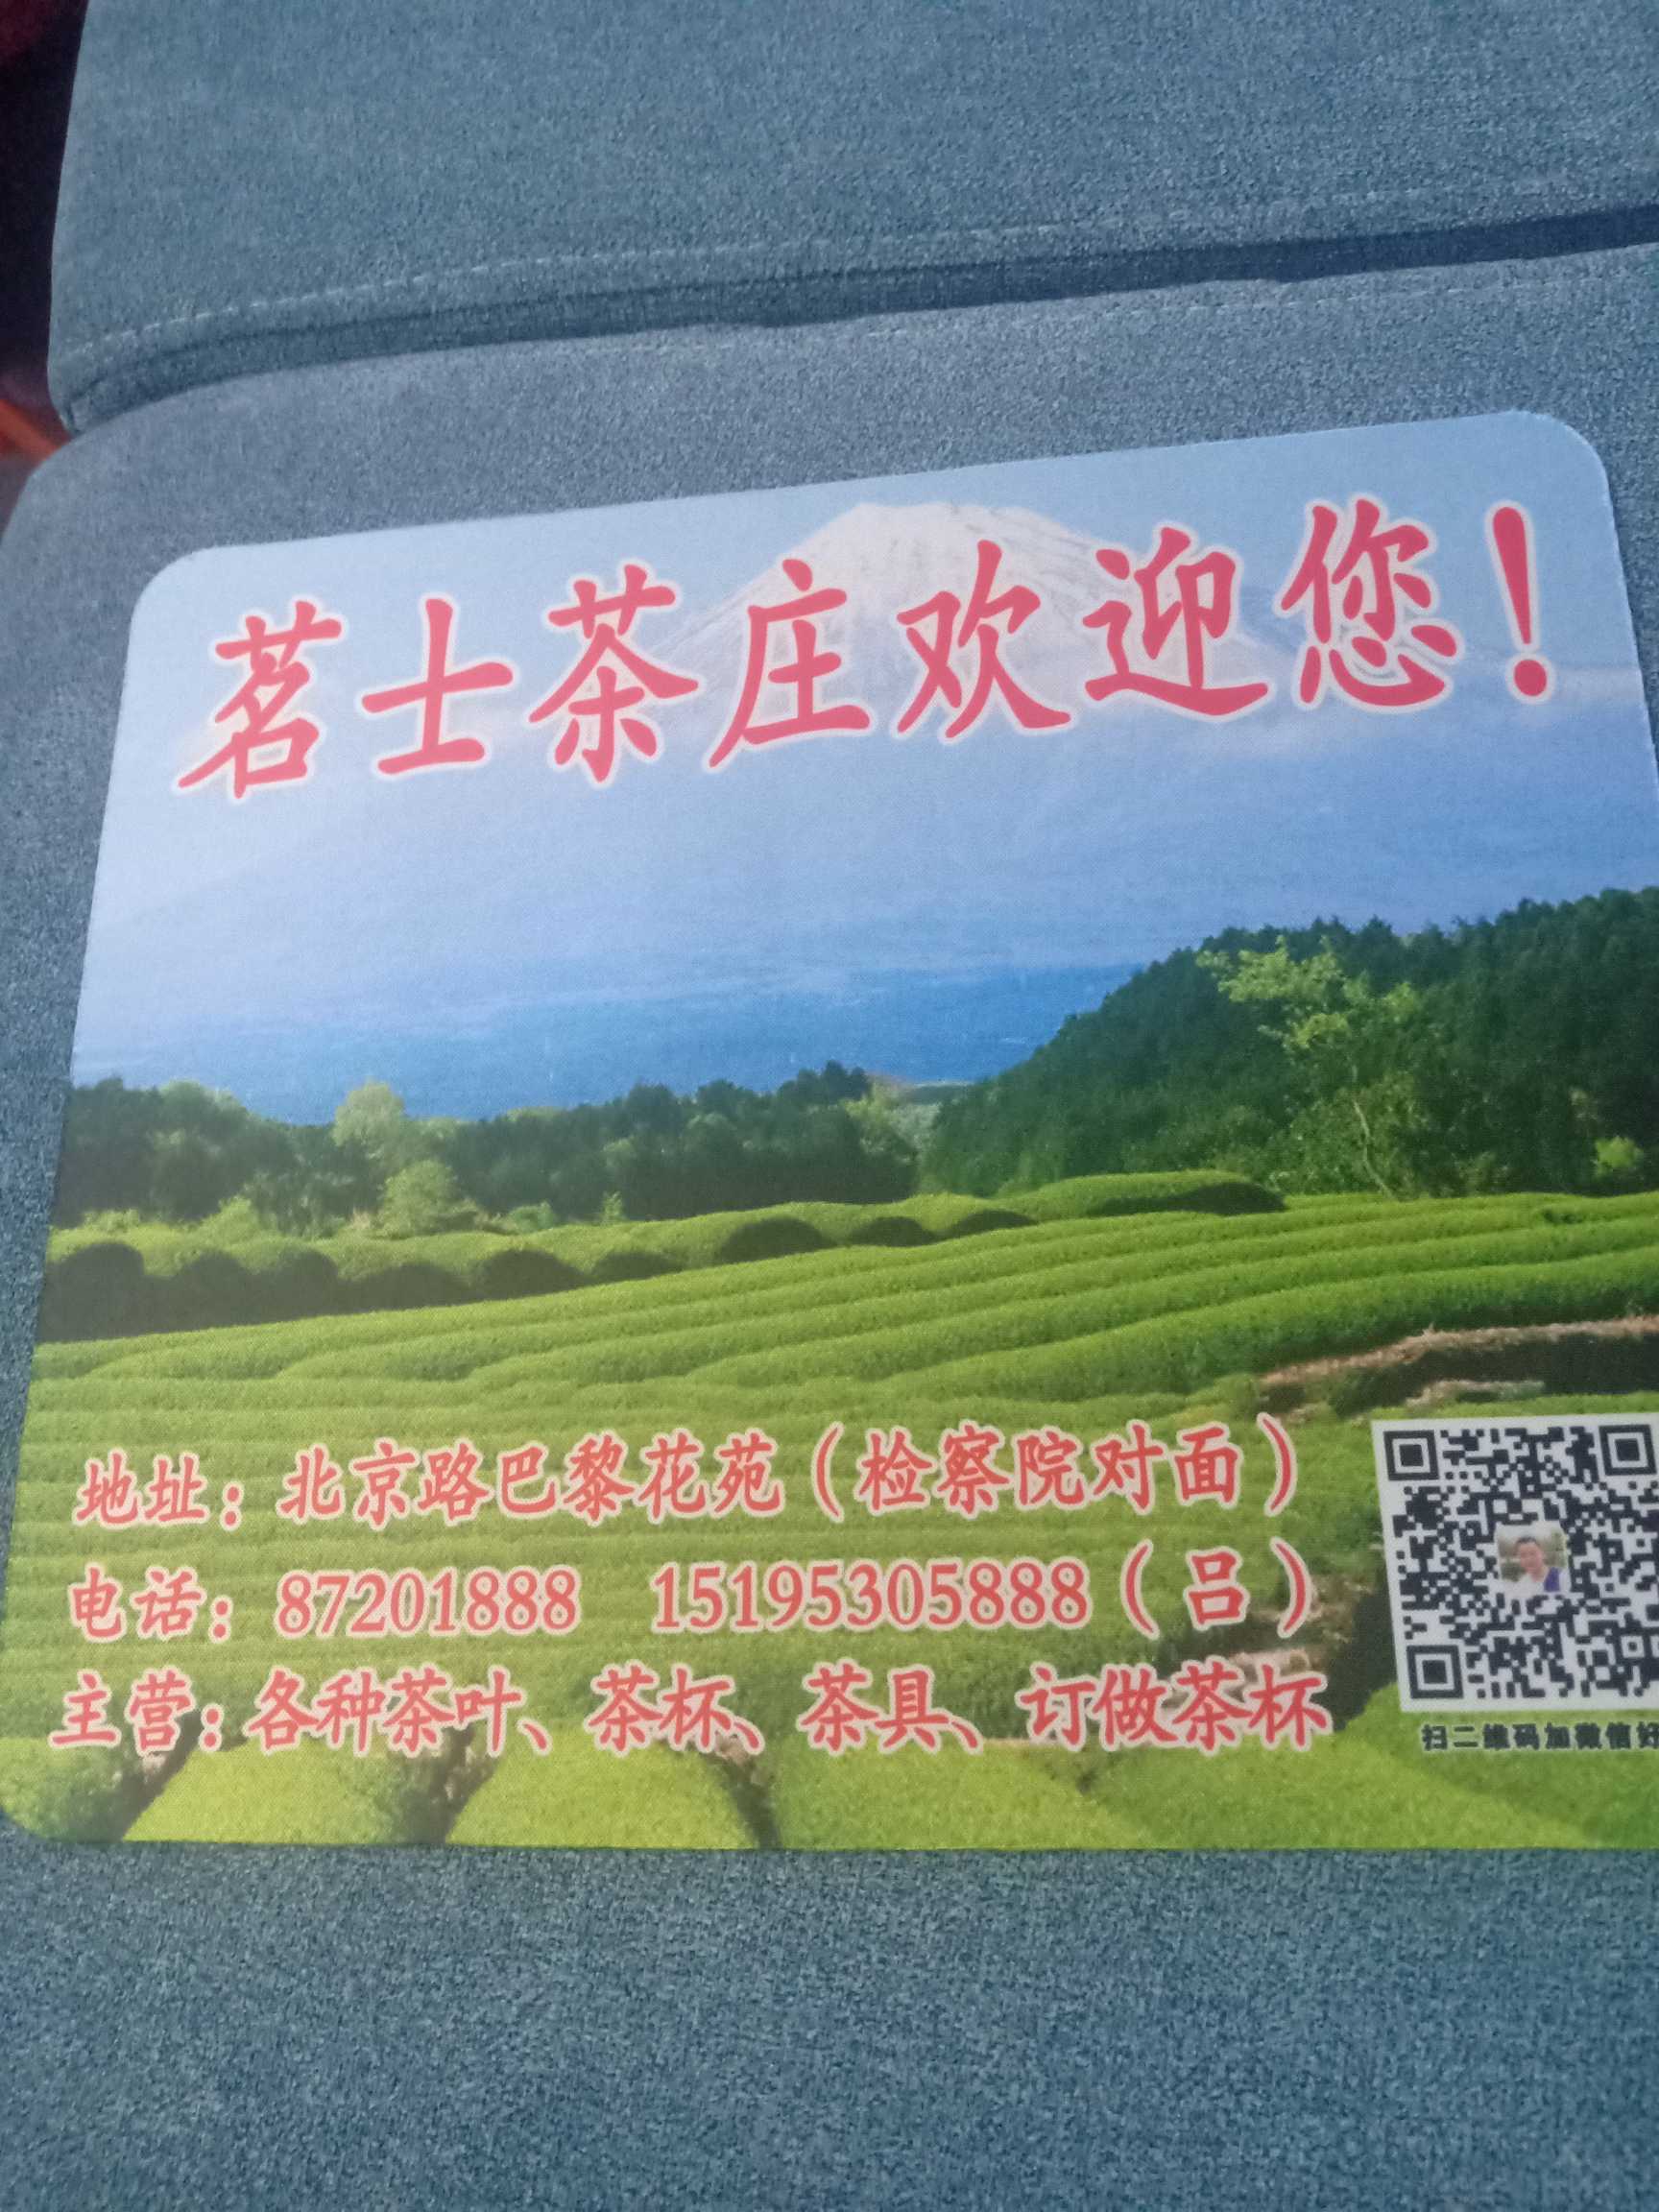 茗士茶庄欢迎您！
地址：北京路巴黎花苑（检察院对面）
电话：87201888 15195305888（吕）
主营：各种茶叶、茶杯、茶具、订做茶杯
扫二维码加微信好